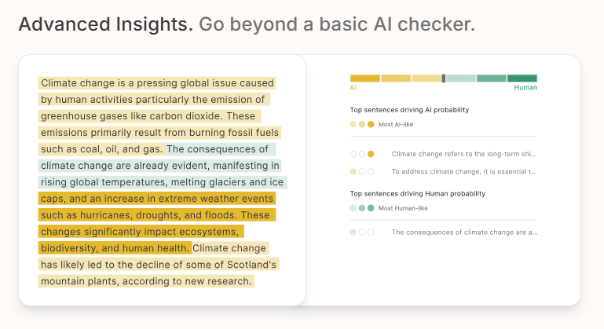 Advanced Insights. Go beyond a basic AI checker.
Climate change is a pressing global issue caused
by human activities particularly the emission of
greenhouse gases like carbon dioxide. These
emissions primarily result from burning fossil fuels
such as coal, oil, and gas. The consequences of
climate change are already evident, manifesting in
rising global temperatures, melting glaciers and ice
caps, and an increase in extreme weather events
such as hurricanes, droughts, and floods. These
changes significantly impact ecosystems,
biodiversity, and human health. Climate change
has likely led to the decline of some of Scotland's
mountain plants, according to new research.
AI
Human
Top sentences driving AI probability
Most AI-like
Climate change refers to the long-term shi...
To address climate change, it is essential t...
Top sentences driving Human probability
Most Human-like
The consequences of climate change are a...